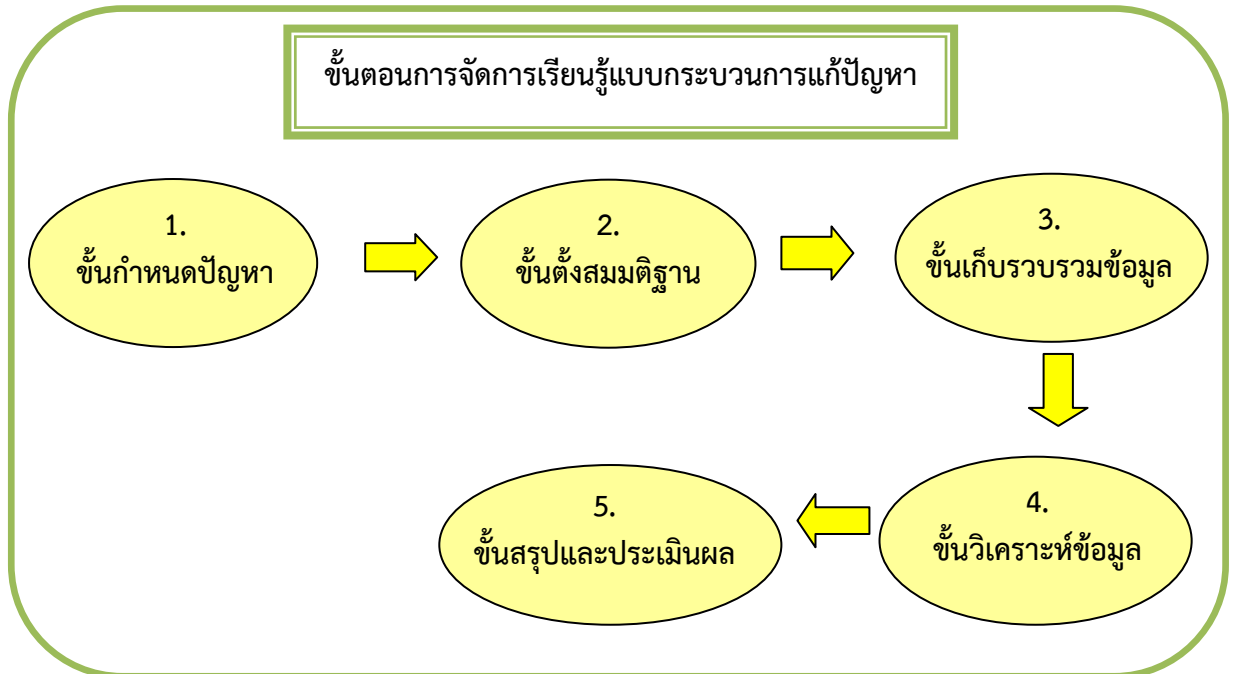 ขั้นตอนการจัดการเรียนรู้แบบกระบวนการแก้ปัญหา
1.
ขั้นกำหนดปัญหา
2.
ขั้นตั้งสมมติฐาน
3.
ขั้นเก็บรวบรวมข้อมูล
4.
ขั้นวิเคราะห์ข้อมูล
5.
ขั้นสรุปและประเมินผล